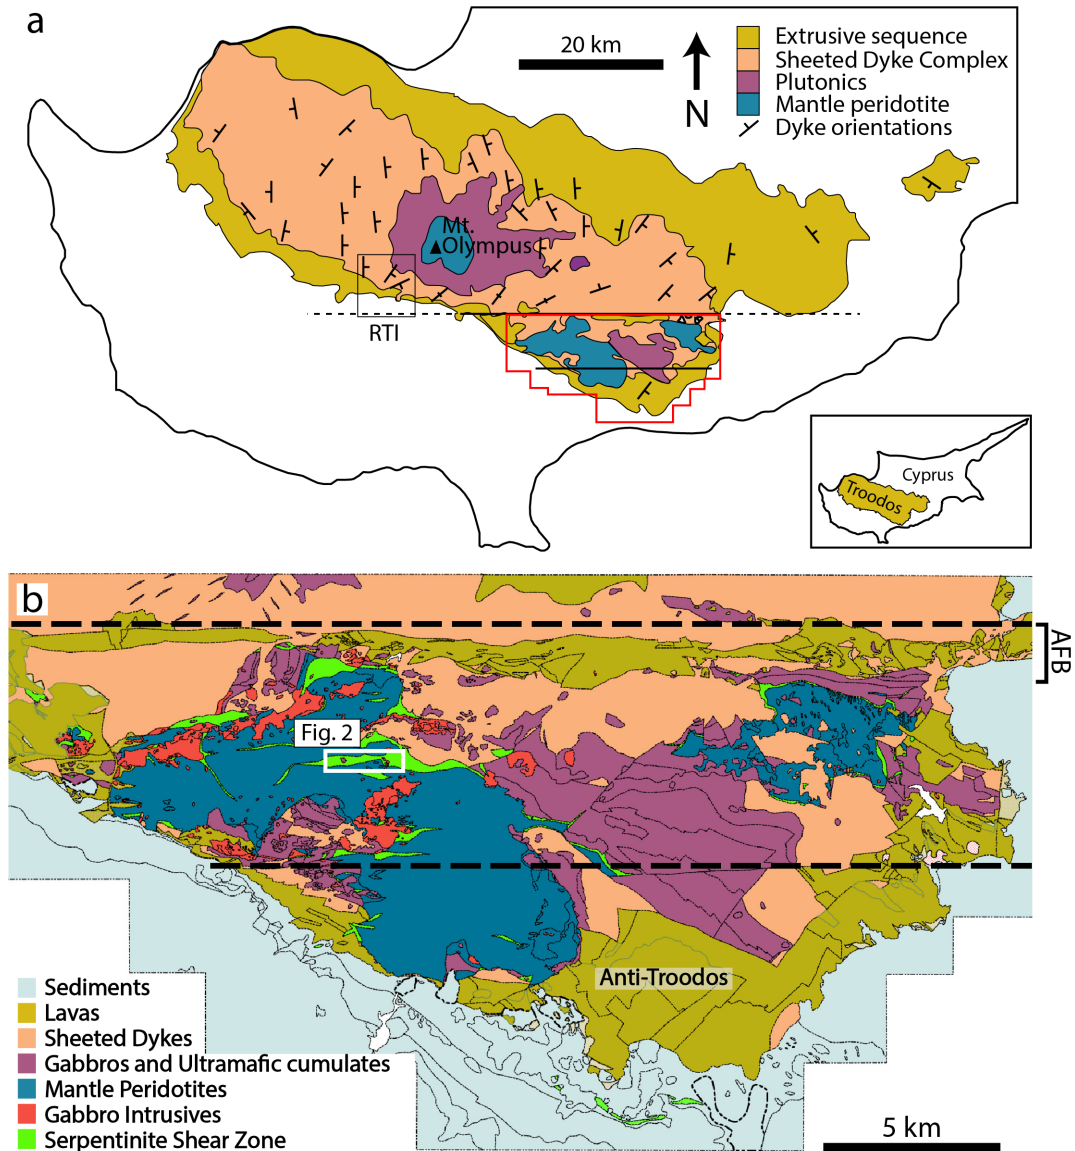 a
20 km
N
Extrusive sequence
Sheeted Dyke Complex
Plutonics
Mantle peridotite
Dyke orientations
Mt.
Olympus
RTI
Cyprus
Troodos
b
AFB
Fig. 2
Anti-Troodos
Sediments
Lavas
Sheeted Dykes
Gabbros and Ultramafic cumulates
Mantle Peridotites
Gabbro Intrusives
Serpentinite Shear Zone
5 km